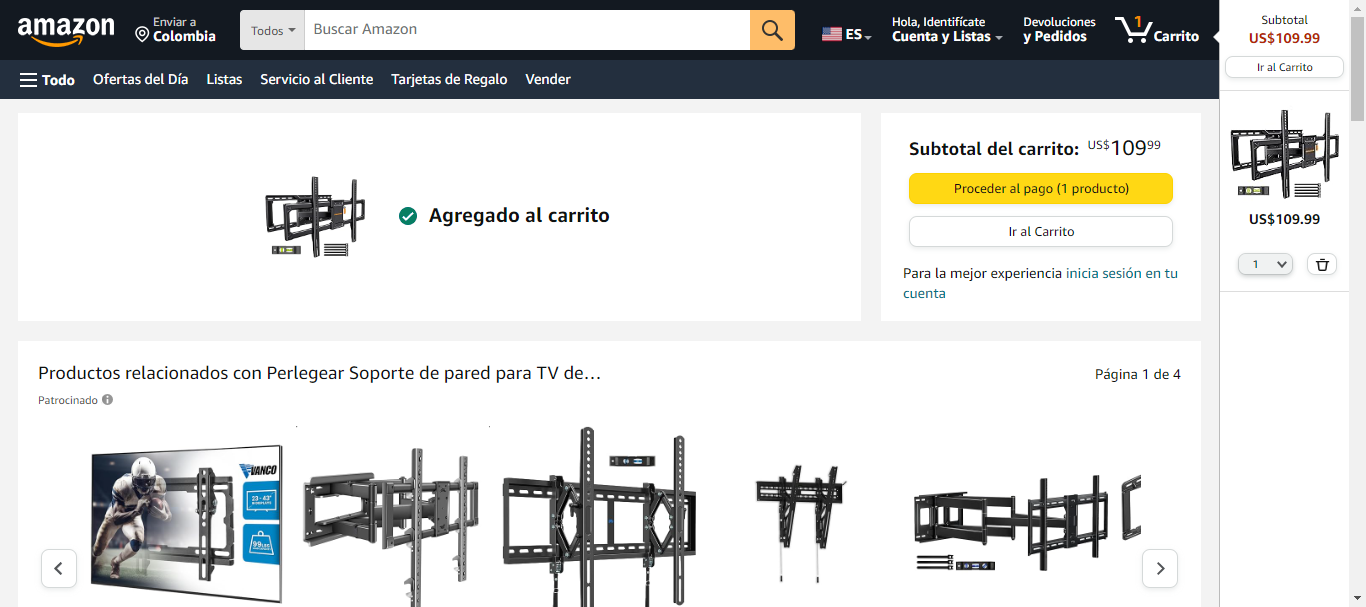 amazon
Enviar a
Colombia
Todos
Buscar Amazon
ES
Hola, Identifícate
Cuenta y Listas
Devoluciones
y Pedidos
1
Carrito
Subtotal
US$109.99
Ir al Carrito
Todo
Ofertas del Día
Listas
Servicio al Cliente
Tarjetas de Regalo
Vender
Agregado al carrito
Subtotal del carrito: US$109.99
Proceder al pago (1 producto)
Ir al Carrito
Para la mejor experiencia inicia sesión en tu
cuenta
US$109.99
1
Productos relacionados con Perlegear Soporte de pared para TV de…
Página 1 de 4
Patrocinado
VANCO
23 - 43"
99LBS